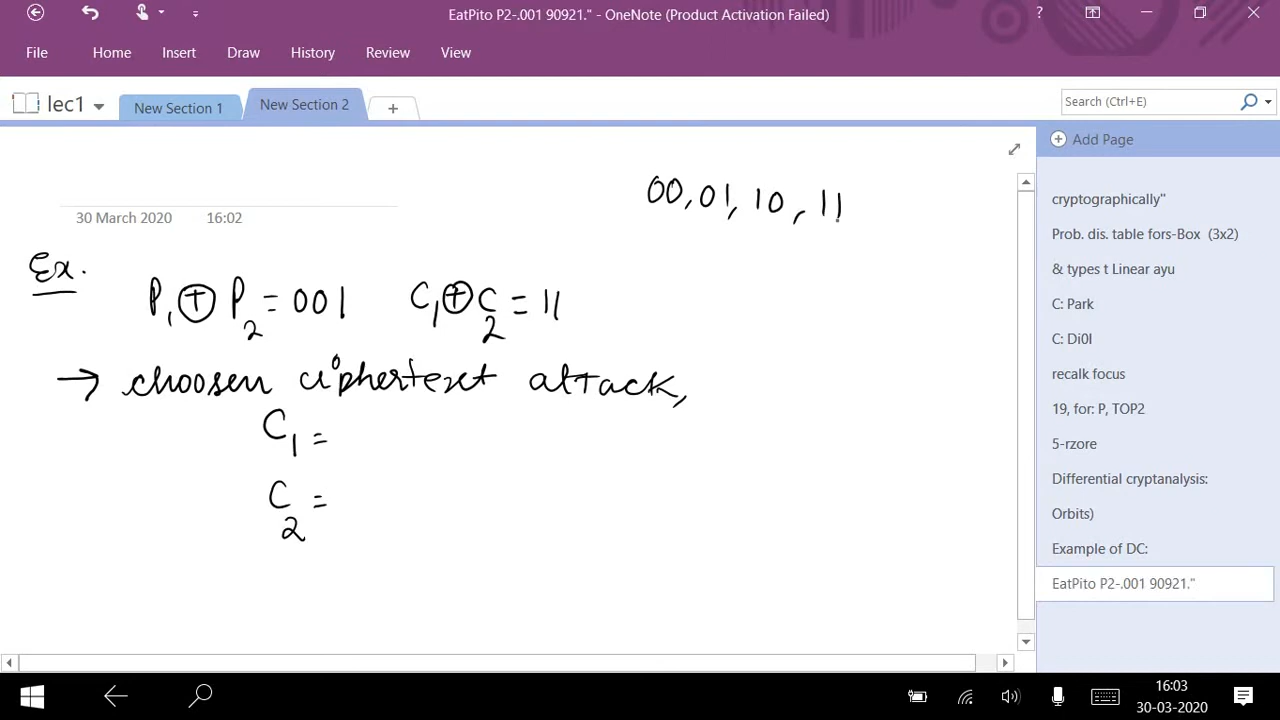 EatPito P2-.001 90921." - OneNote (Product Activation Failed)
?
File Home Insert Draw History Review View
lec1 New Section 1 New Section 2 +
Search (Ctrl+E)
Add Page
00, 01, 10, 11
30 March 2020 16:02
Ex.
P1 ⊕ P2 = 001 C1 ⊕ C2 = 11
→ choosen ciphertext attack,
C1 =
C2 =
cryptographically"
Prob. dis. table fors-Box (3x2)
& types t Linear ayu
C: Park
C: Di0l
recalk focus
19, for: P, TOP2
5-rzore
Differential cryptanalysis:
Orbits)
Example of DC:
EatPito P2-.001 90921."
16:03
30-03-2020